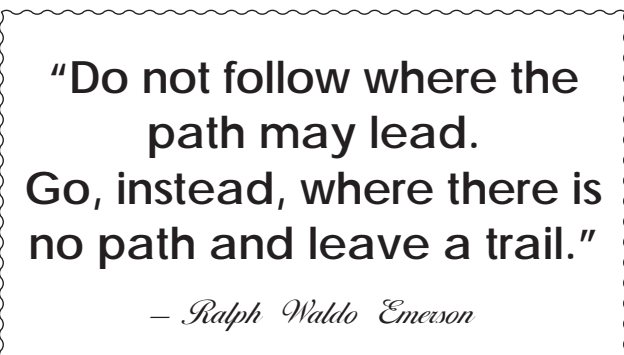 “Do not follow where the
path may lead.
Go, instead, where there is
no path and leave a trail.”
– Ralph Waldo Emerson